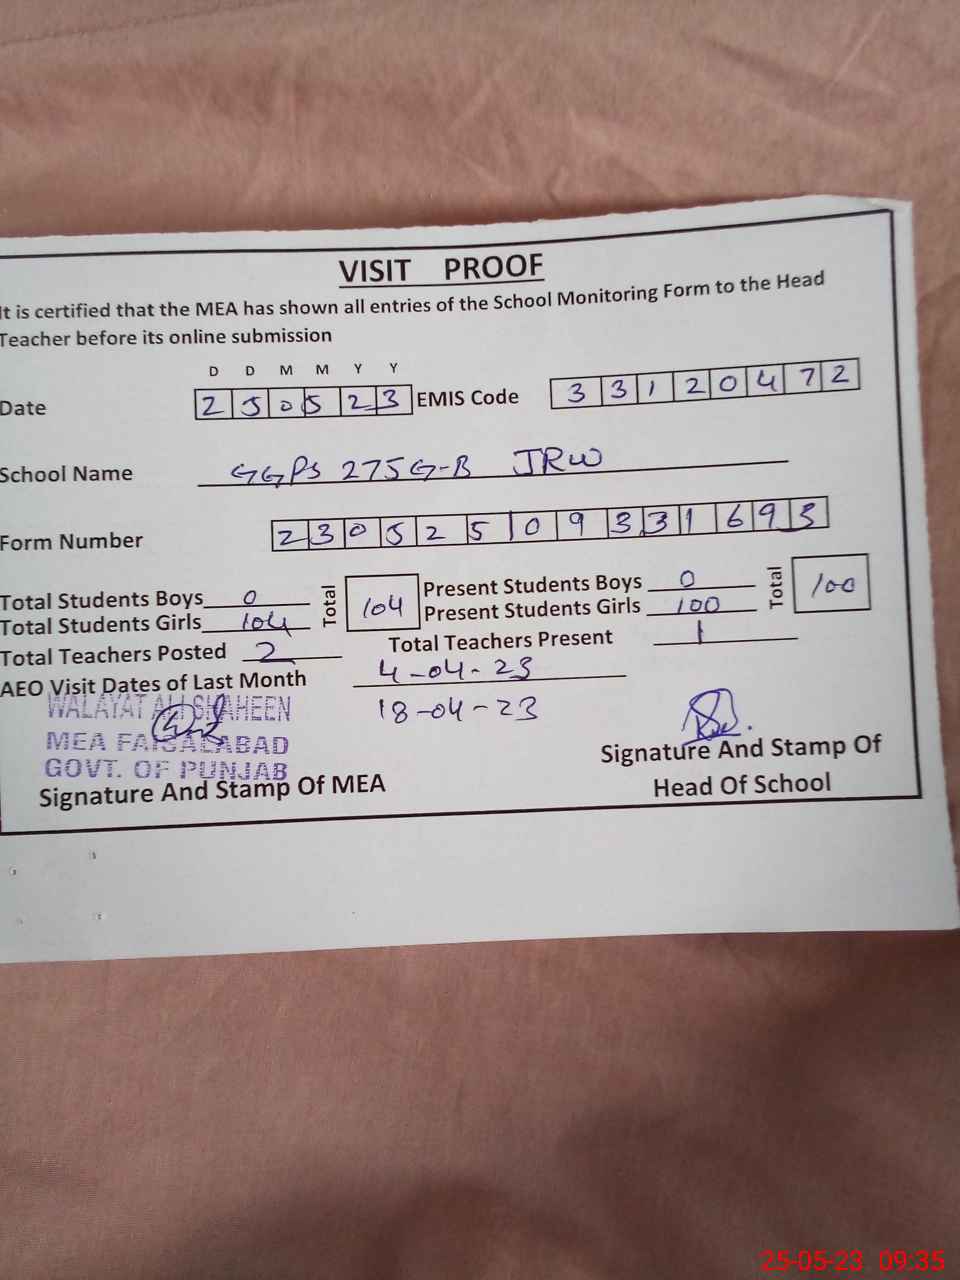 VISIT PROOF
It is certified that the MEA has shown all entries of the School Monitoring Form to the Head
Teacher before its online submission
D D M M Y Y
Date 2 5 0 5 2 3 EMIS Code 3 3 1 2 0 4 7 2
School Name GGPS 275 G-B JRW
Form Number 2 3 0 5 2 5 0 9 3 3 1 6 9 3
Total Students Boys 0 Total 104 Present Students Boys 0 Total 100
Total Students Girls 104 Present Students Girls 100
Total Teachers Posted 2 Total Teachers Present 1
AEO Visit Dates of Last Month 4-04-23
18-04-23
WALAYAT ALI SHAHEEN
MEA FAISALABAD
GOVT. OF PUNJAB
Signature And Stamp Of MEA
Signature And Stamp Of
Head Of School
25-05-23 09:35